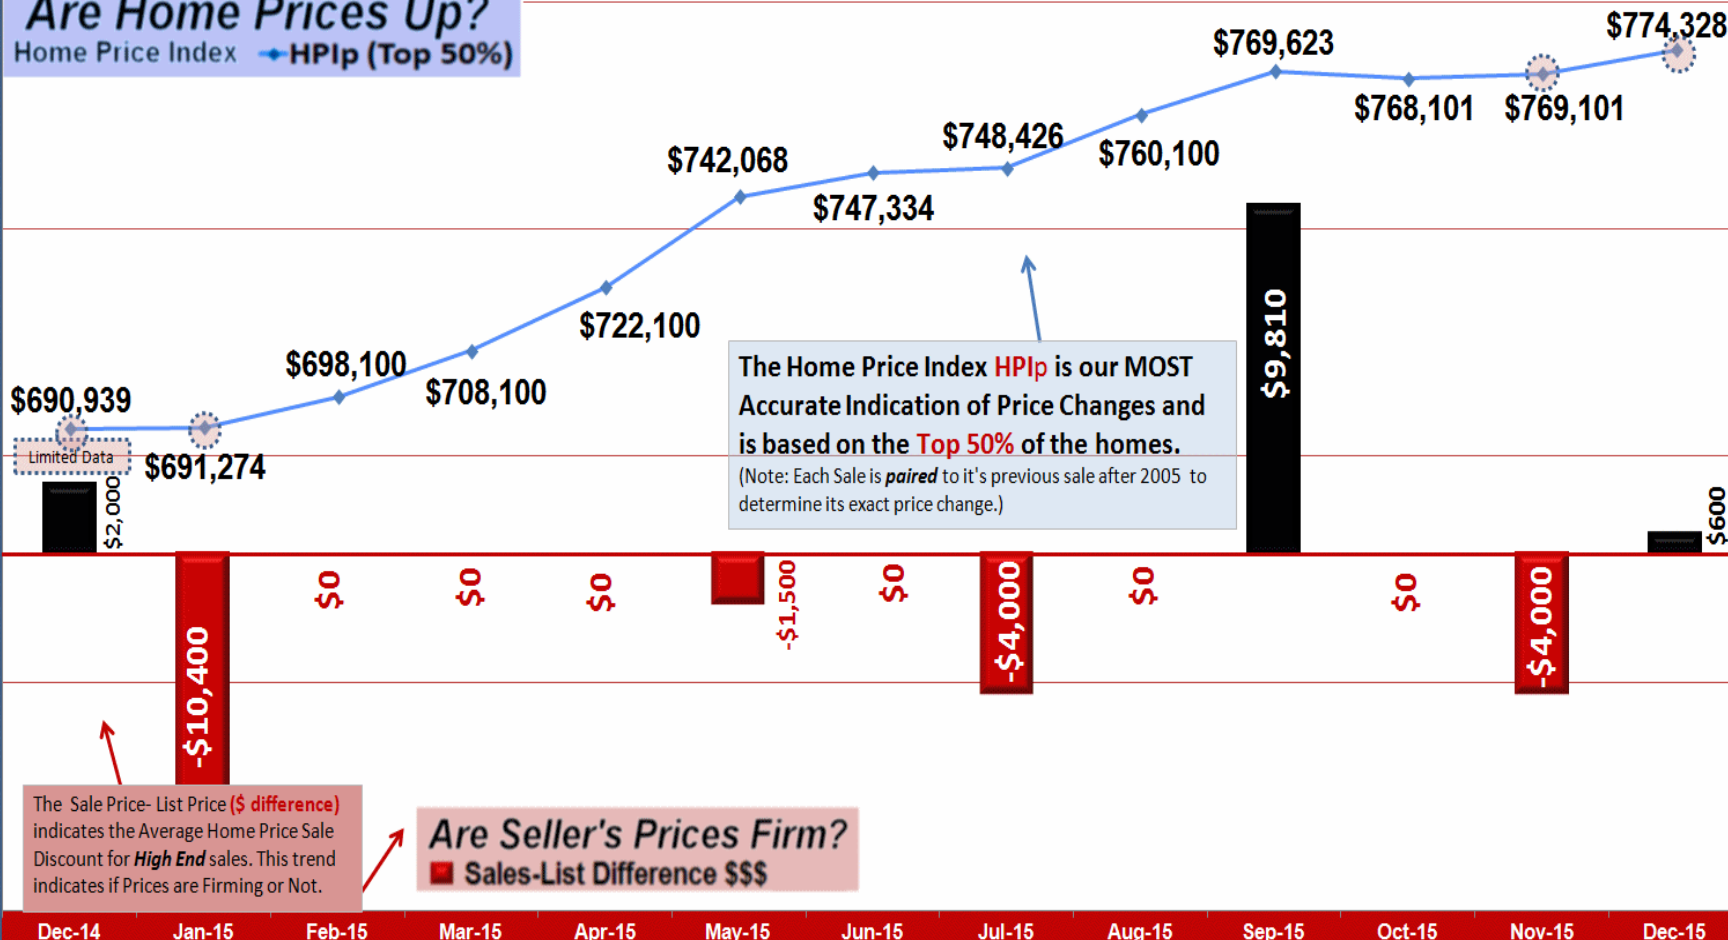 Are Home Prices Up?
Home Price Index HPIp (Top 50%)
$690,939
$691,274
$698,100
$708,100
$722,100
$742,068
$747,334
$748,426
$760,100
$769,623
$768,101
$769,101
$774,328
Limited Data
The Home Price Index HPIp is our MOST
Accurate Indication of Price Changes and
is based on the Top 50% of the homes.
(Note: Each Sale is paired to it's previous sale after 2005 to
determine its exact price change.)
$2,000
-$10,400
$0
$0
$0
-$1,500
$0
-$4,000
$0
$9,810
$0
-$4,000
$600
The Sale Price- List Price ($ difference)
indicates the Average Home Price Sale
Discount for High End sales. This trend
indicates if Prices are Firming or Not.
Are Seller's Prices Firm?
Sales-List Difference $$$
Dec-14 Jan-15 Feb-15 Mar-15 Apr-15 May-15 Jun-15 Jul-15 Aug-15 Sep-15 Oct-15 Nov-15 Dec-15